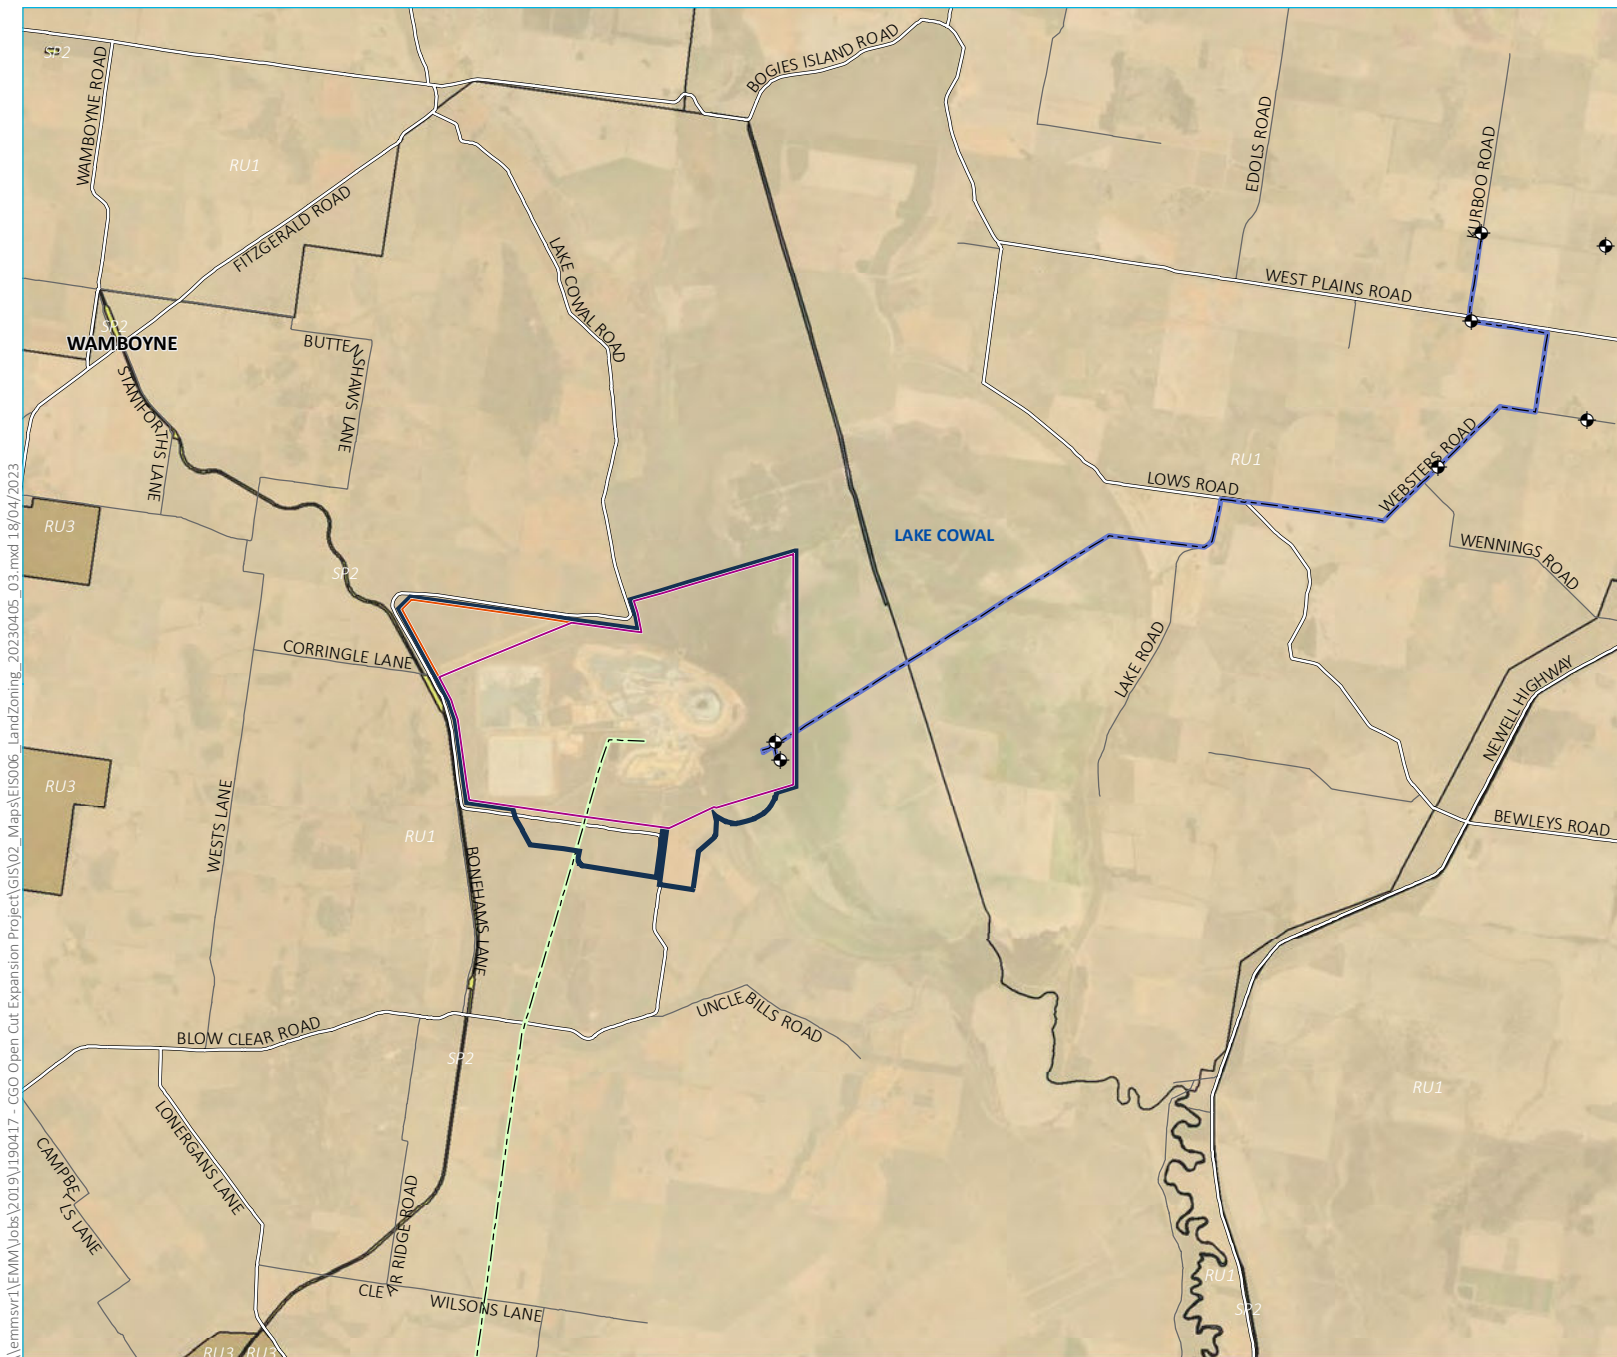 SP2
WAMBOYNE ROAD
BOGIES ISLAND ROAD
RU1
EDOLS ROAD
KURBOO ROAD
FITZGERALD ROAD
LAKE COWAL ROAD
WEST PLAINS ROAD
SP2
WAMBOYNE
BUTTENSHAWS LANE
STANIFORTHS LANE
RU1
LOWS ROAD
WEBSTERS ROAD
RU3
LAKE COWAL
WENNINGS ROAD
SP2
CORRINGLE LANE
LAKE ROAD
NEWELL HIGHWAY
RU3
WESTS LANE
RU1
BEWLEYS ROAD
BONEHAMS LANE
UNCLE BILLS ROAD
BLOW CLEAR ROAD
SP2
RU1
LONERGANS LANE
CAMPBELLS LANE
CLEAR RIDGE ROAD
WILSONS LANE
RU1
SP2
RU3 RU3
\emmsvr1\EMM\Jobs\2019\J190417 - CGO Open Cut Expansion Project\GIS\02_Maps\EIS006_LandZoning_20230405_03.mxd 18/04/2023